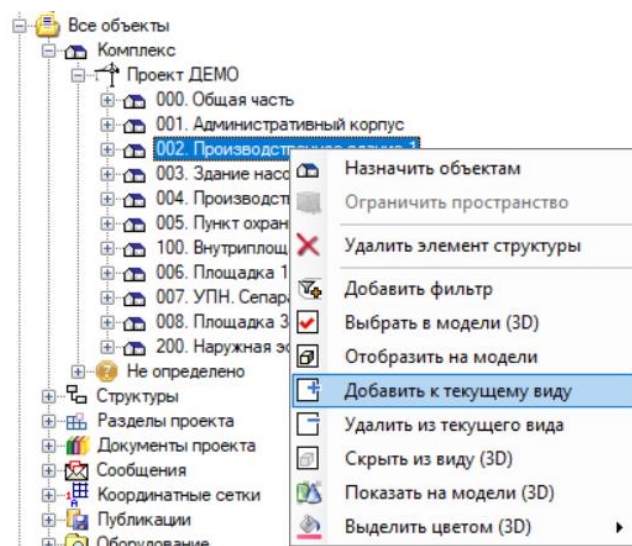 Все объекты
Комплекс
Проект ДЕМО
000. Общая часть
001. Административный корпус
002. Производственное здание 1
003. Здание насо
004. Производст
005. Пункт охран
100. Внутриплощ
006. Площадка 1
007. УПН. Сепар
008. Площадка 3
200. Наружная эс
Не определено
Структуры
Разделы проекта
Документы проекта
Сообщения
Координатные сетки
Публикации
Оборудование
Назначить объектам
Ограничить пространство
Удалить элемент структуры
Добавить фильтр
Выбрать в модели (3D)
Отобразить на модели
Добавить к текущему виду
Удалить из текущего вида
Скрыть из виду (3D)
Показать на модели (3D)
Выделить цветом (3D)